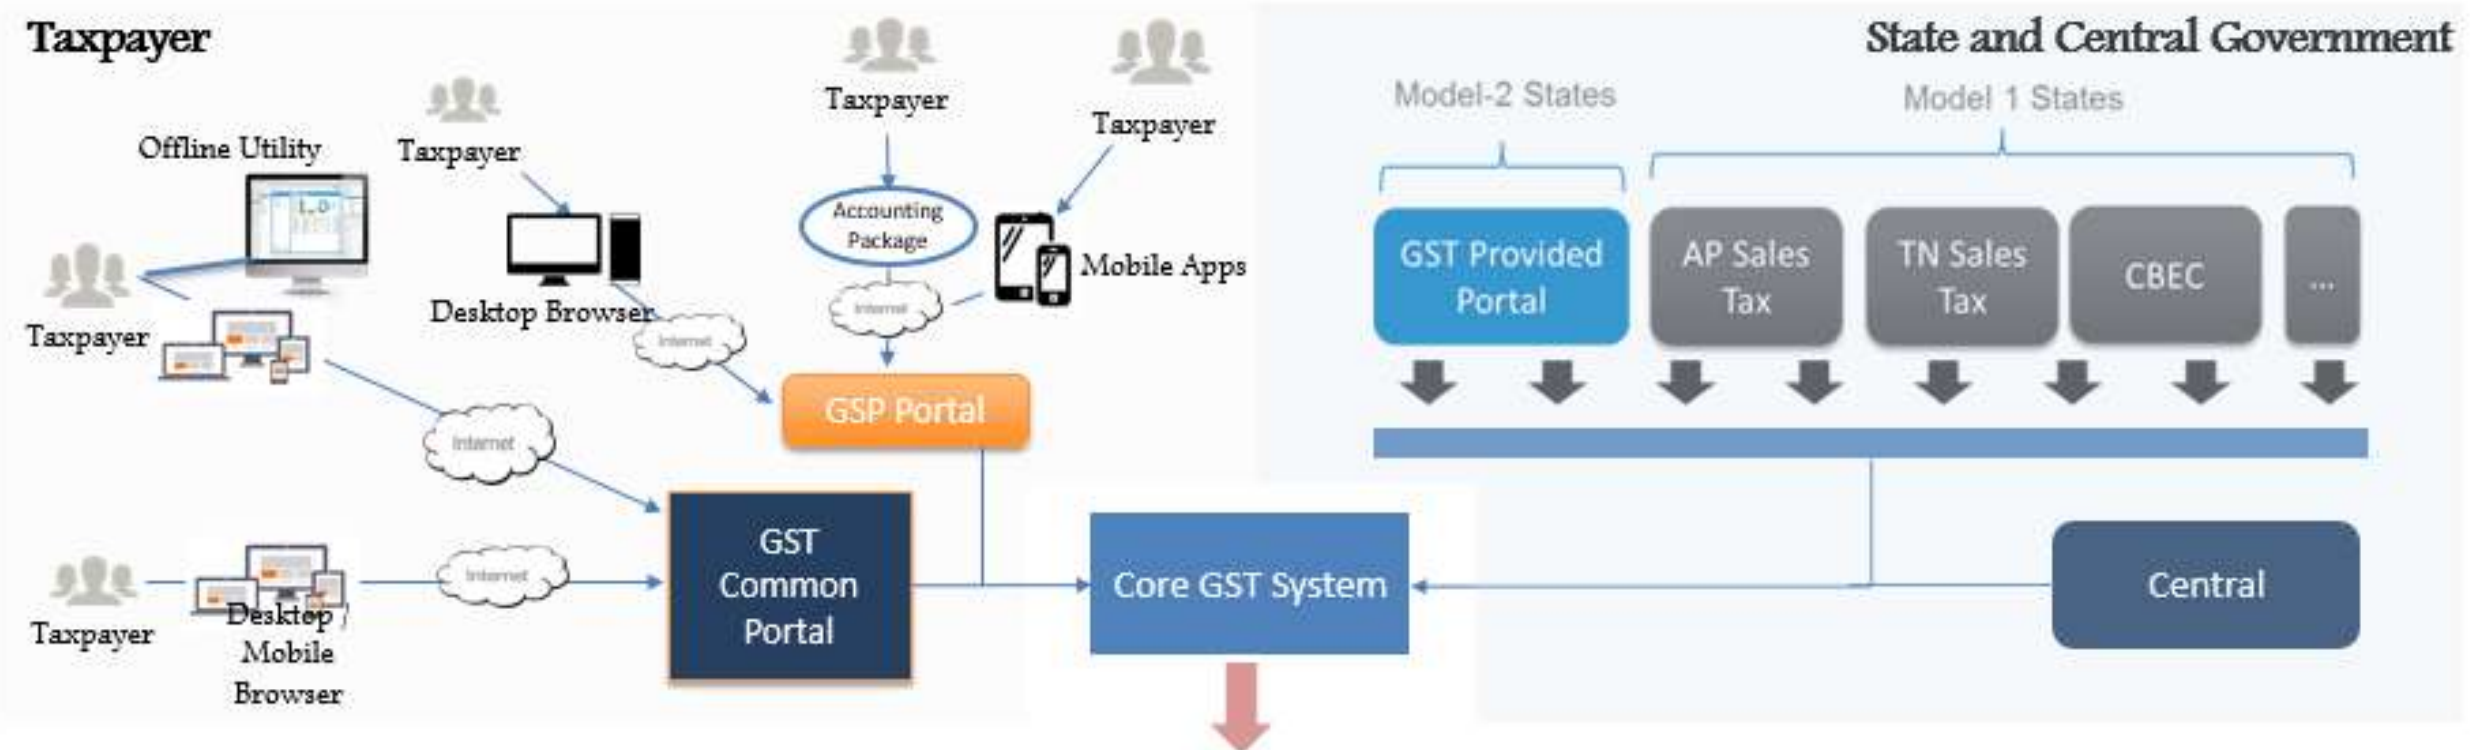 Taxpayer
State and Central Government
Model-2 States
Model 1 States
Taxpayer
Taxpayer
Taxpayer
Offline Utility
Accounting
Package
Mobile Apps
Internet
Desktop Browser
Internet
Taxpayer
GSP Portal
Internet
GST Provided
Portal
AP Sales
Tax
TN Sales
Tax
CBEC
...
GST
Common
Portal
Core GST System
Central
Internet
Taxpayer
Desktop /
Mobile
Browser